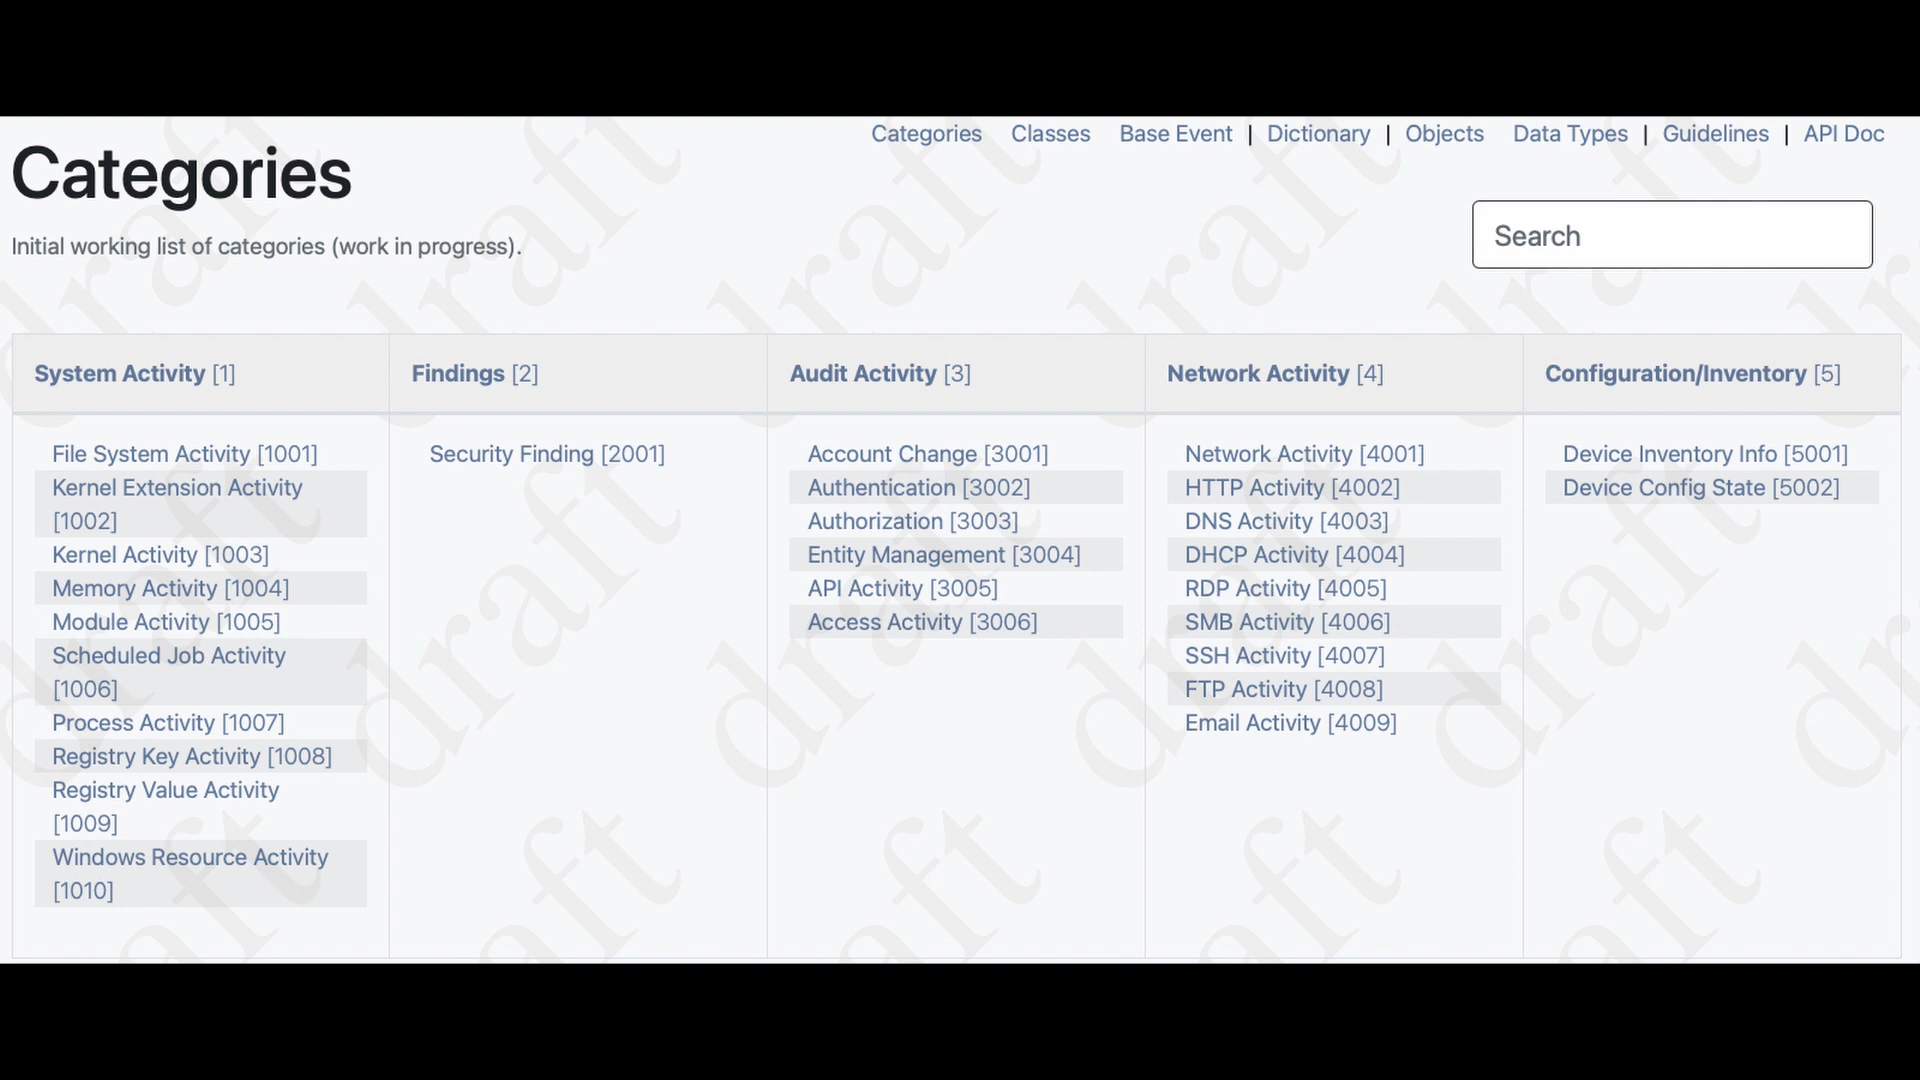 Categories Classes Base Event | Dictionary | Objects Data Types | Guidelines | API Doc
Categories
Initial working list of categories (work in progress).
Search
System Activity [1]
File System Activity [1001]
Kernel Extension Activity
[1002]
Kernel Activity [1003]
Memory Activity [1004]
Module Activity [1005]
Scheduled Job Activity
[1006]
Process Activity [1007]
Registry Key Activity [1008]
Registry Value Activity
[1009]
Windows Resource Activity
[1010]
Findings [2]
Security Finding [2001]
Audit Activity [3]
Account Change [3001]
Authentication [3002]
Authorization [3003]
Entity Management [3004]
API Activity [3005]
Access Activity [3006]
Network Activity [4]
Network Activity [4001]
HTTP Activity [4002]
DNS Activity [4003]
DHCP Activity [4004]
RDP Activity [4005]
SMB Activity [4006]
SSH Activity [4007]
FTP Activity [4008]
Email Activity [4009]
Configuration/Inventory [5]
Device Inventory Info [5001]
Device Config State [5002]
draft